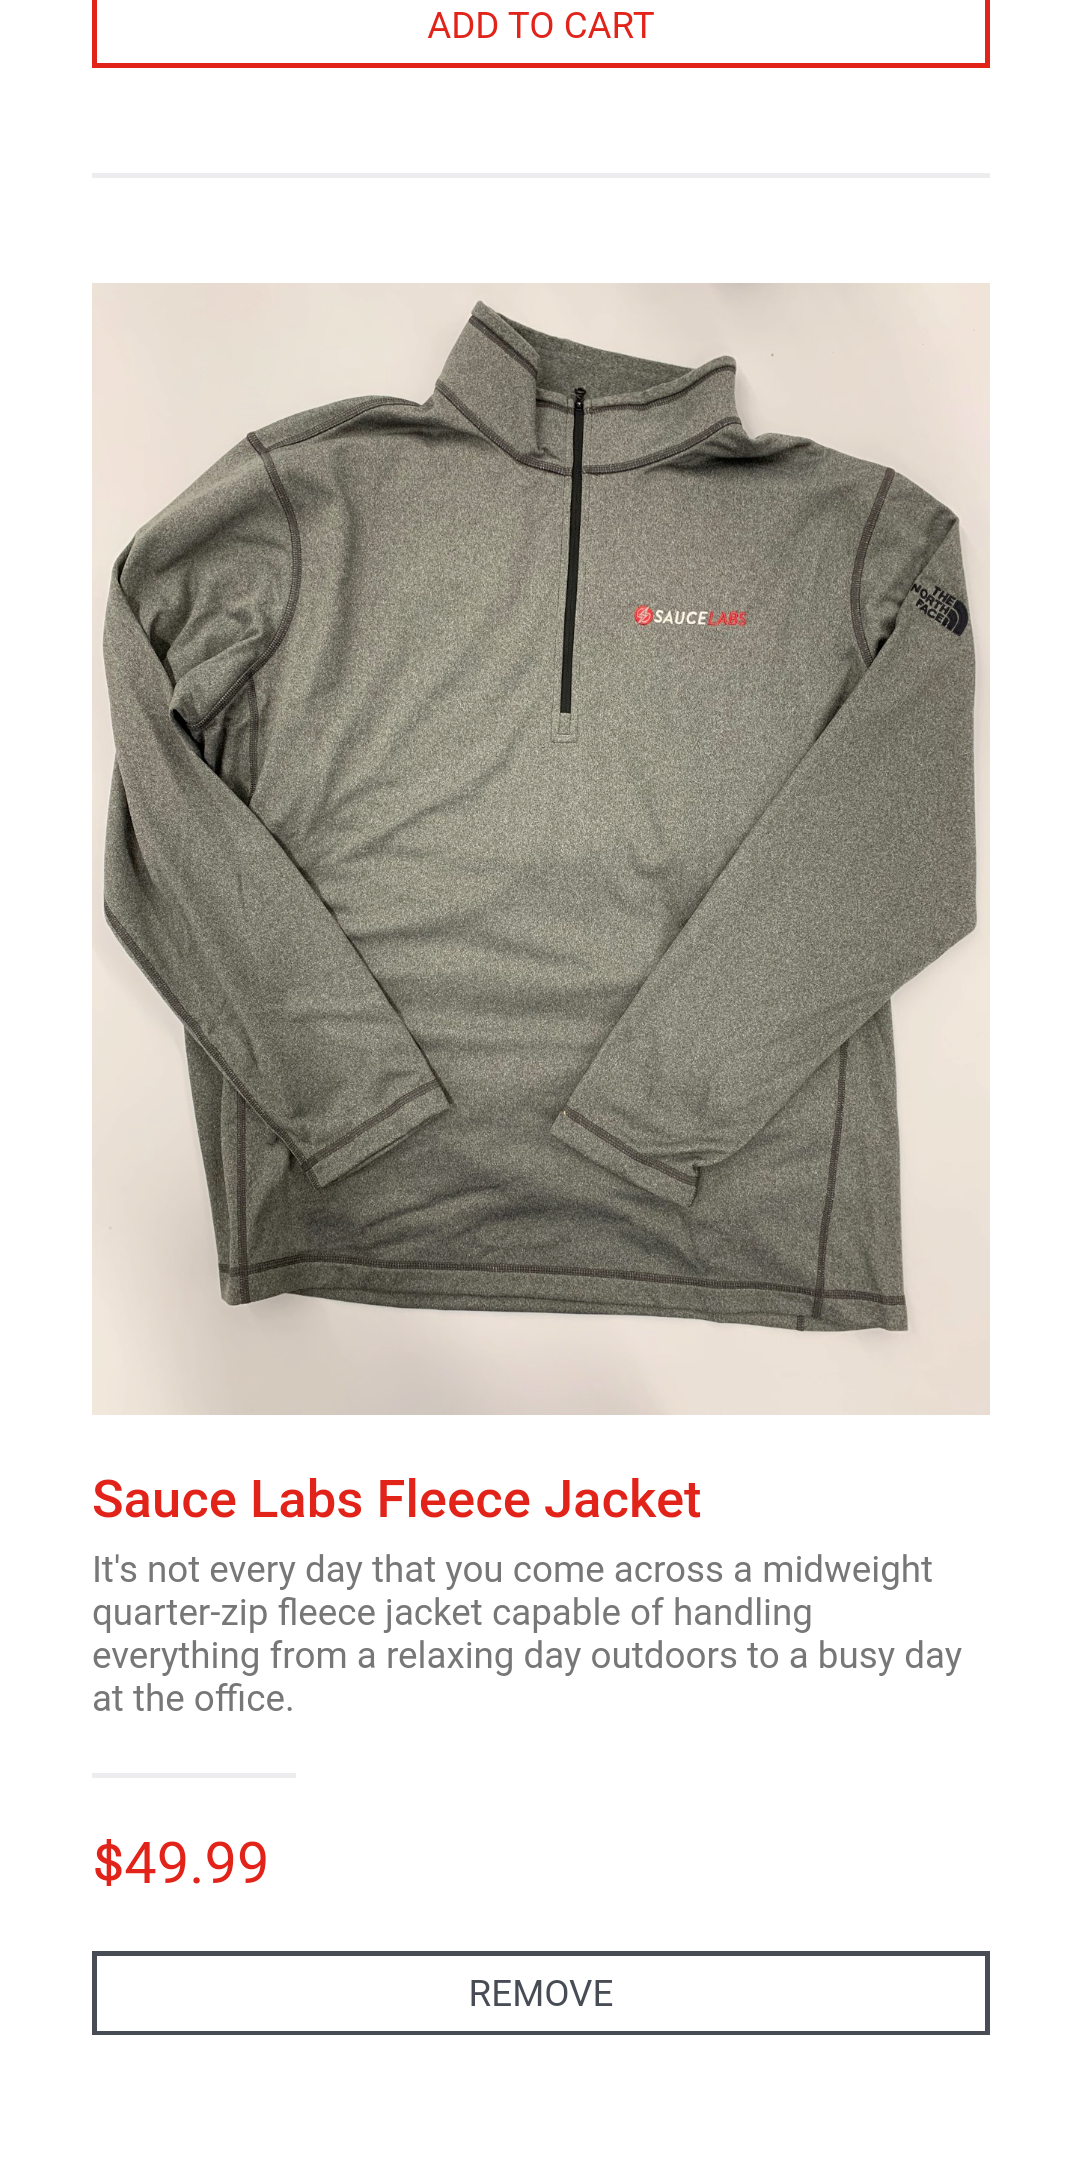 ADD TO CART
SAUCELABS
THE
NORTH
FACE
Sauce Labs Fleece Jacket
It's not every day that you come across a midweight
quarter-zip fleece jacket capable of handling
everything from a relaxing day outdoors to a busy day
at the office.
$49.99
REMOVE